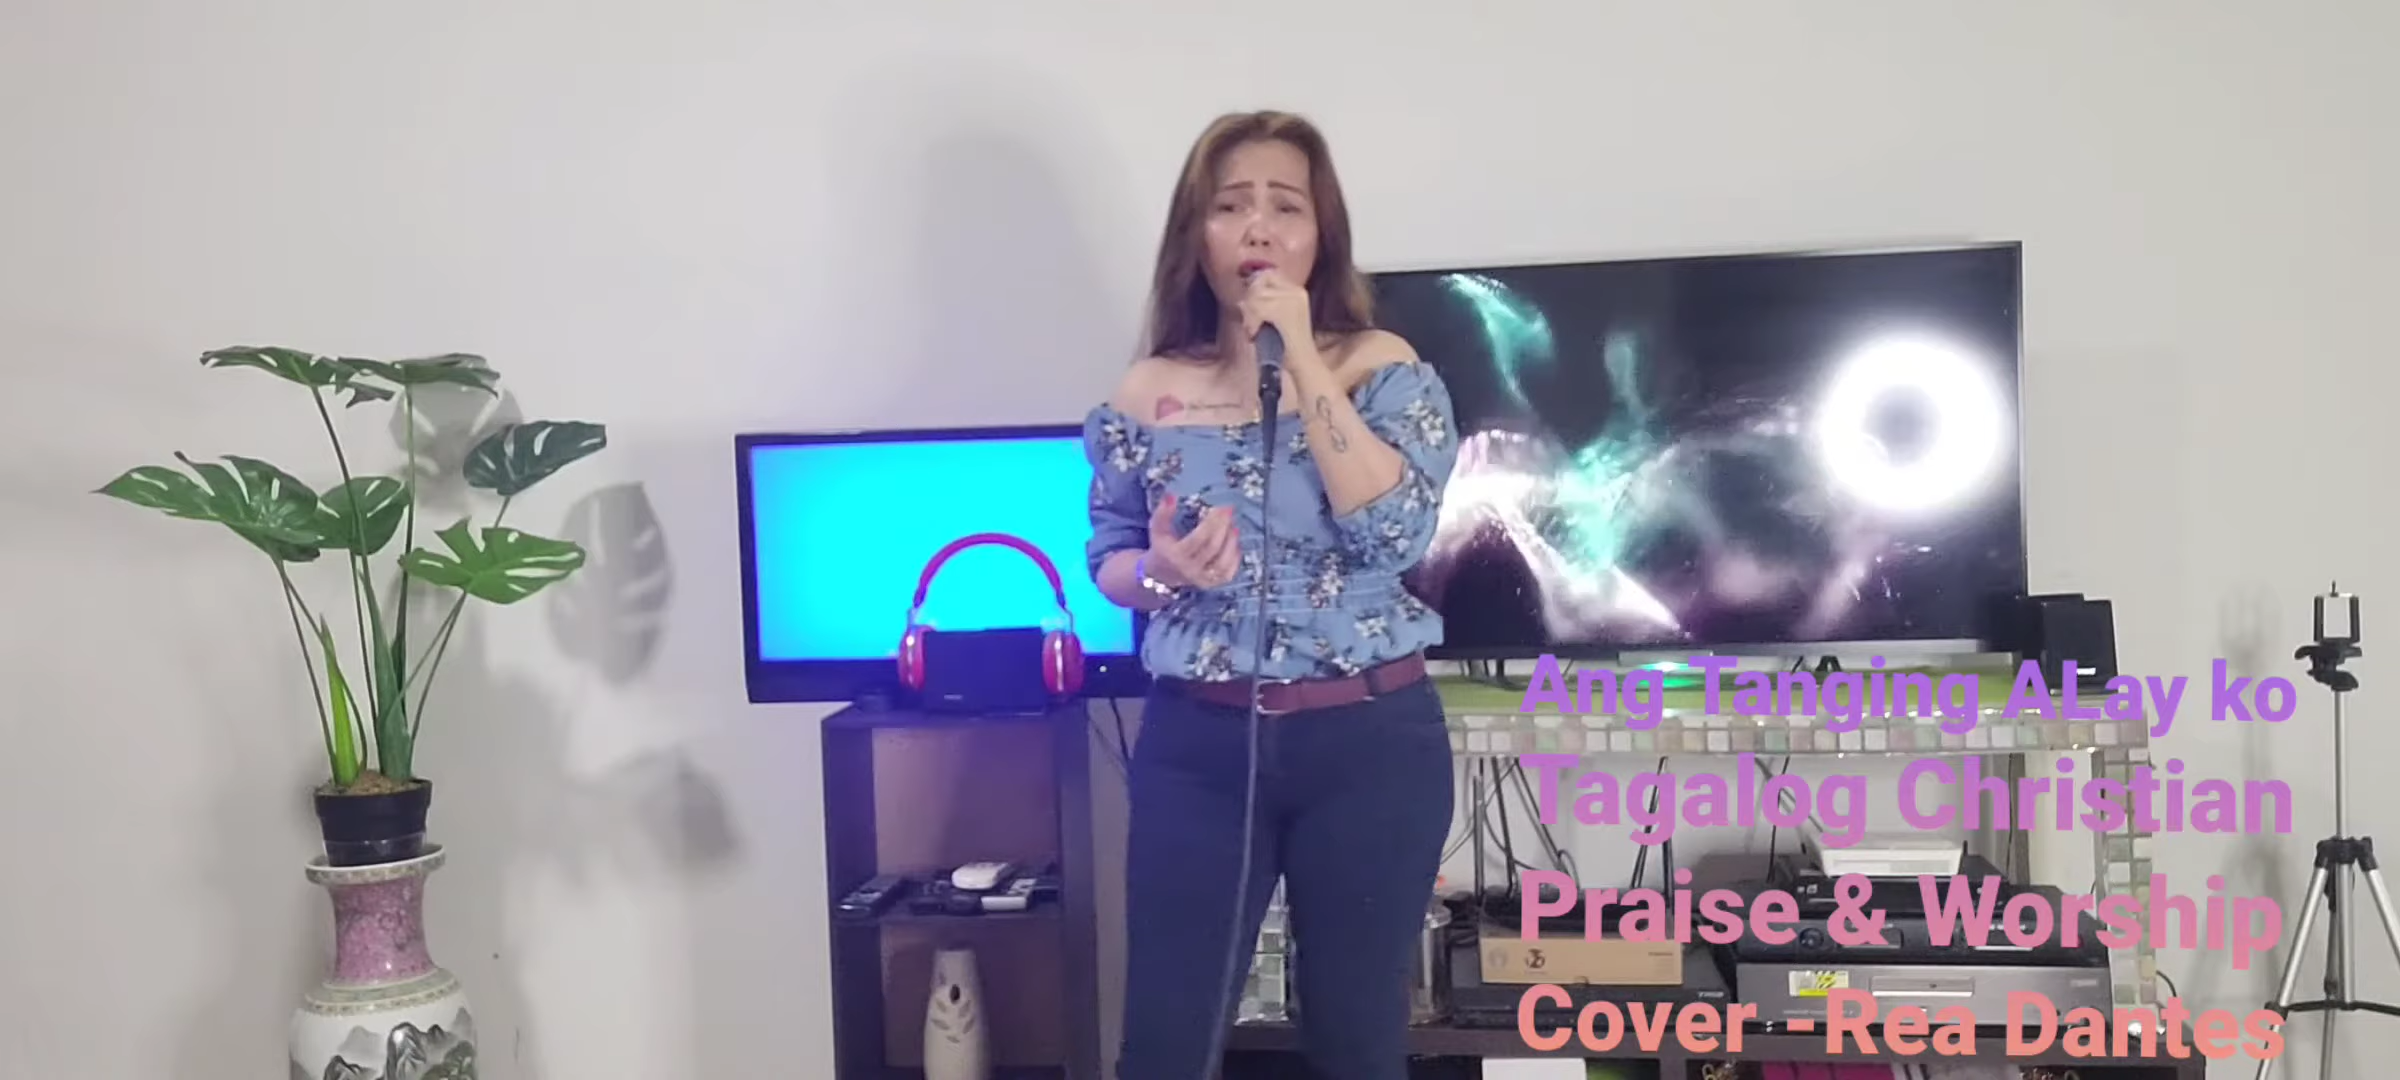 Ang Tanging ALay ko
Tagalog Christian
Praise & Worship
Cover -Rea Dantes